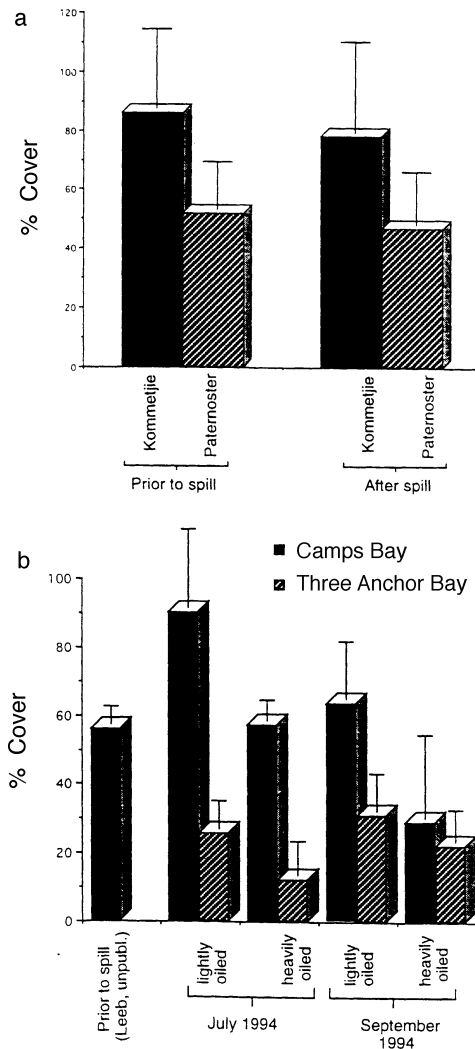 a
120
100
80
60
40
20
0
% Cover
Kommetjie
Paternoster
Kommetjie
Paternoster
Prior to spill
After spill
b
Camps Bay
Three Anchor Bay
100
80
60
40
20
0
% Cover
Prior to spill
(Leeb, unpubl.)
lightly
oiled
heavily
oiled
lightly
oiled
heavily
oiled
July 1994
September
1994